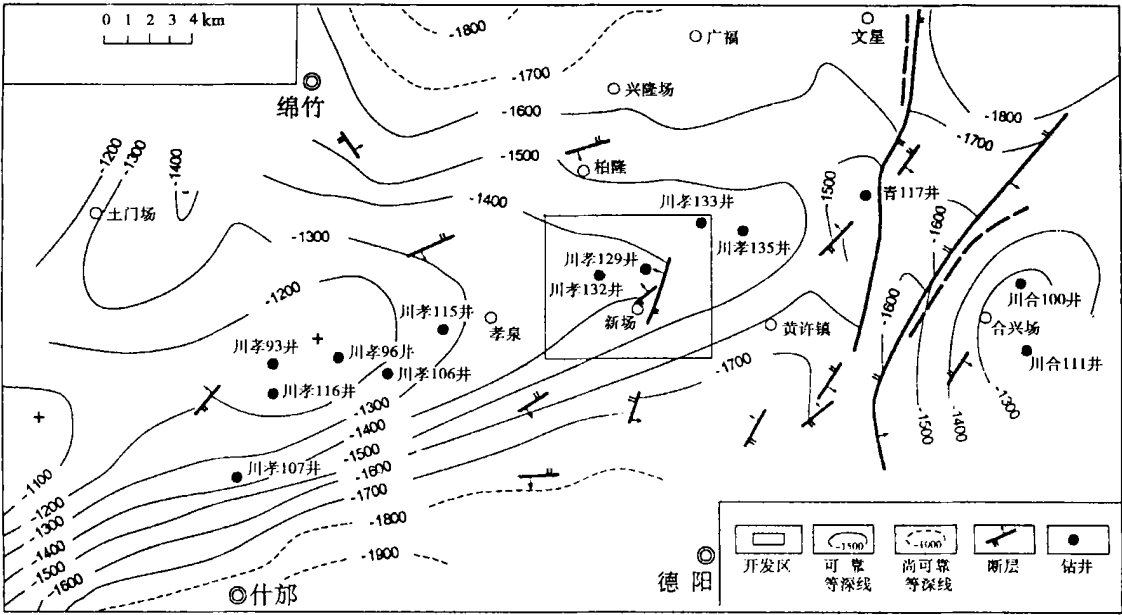 0 1 2 3 4 km
-1800
广福
文星
-1700
绵竹
兴隆场
-1600
-1800
-1700
-1200
-1300
-1400
-1500
柏隆
土门场
-1400
川孝133井
1500
青117井
川孝135井
-1600
-1300
川孝129井
川孝132井
-1200
-1600
川合100井
川孝115井
孝泉
新场
黄许镇
合兴场
川孝93井
川孝96井
川孝106井
川合111井
-1700
川孝116井
-1300
-1400
-1300
-1400
-1500
-1500
川孝107井
-1600
-1100
-1700
-1200
-1300
-1800
-1400
-1500
-1900
-1600
什邡
德阳
-1500
开发区
可靠
等深线
尚可靠
等深线
断层
钻井